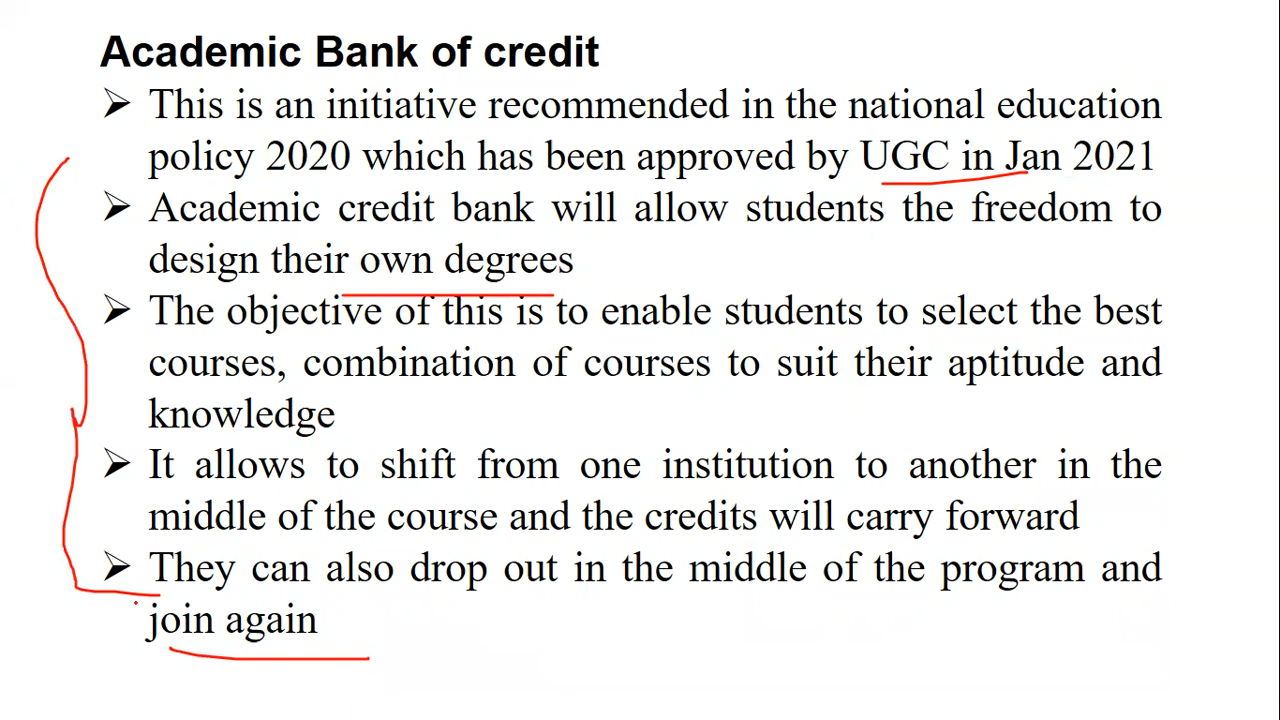 Academic Bank of credit
➢ This is an initiative recommended in the national education
policy 2020 which has been approved by UGC in Jan 2021
➢ Academic credit bank will allow students the freedom to
design their own degrees
➢ The objective of this is to enable students to select the best
courses, combination of courses to suit their aptitude and
knowledge
➢ It allows to shift from one institution to another in the
middle of the course and the credits will carry forward
➢ They can also drop out in the middle of the program and
join again